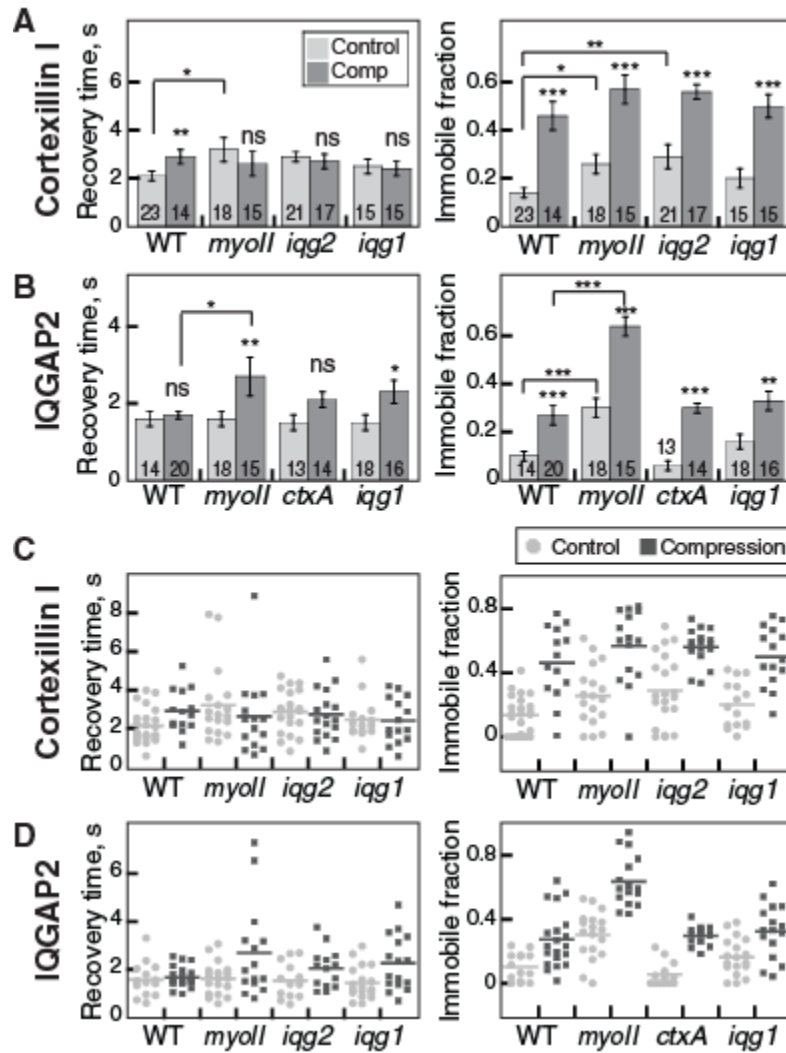 A
Cortexillin I
Recovery time, s
6
4
2
0
Control
Comp
*
**
ns
ns
ns
23 14 18 15 21 17 15 15
WT myoII iqg2 iqg1
Immobile fraction
0.6
0.4
0.2
0
**
*
***
***
***
***
23 14 18 15 21 17 15 15
WT myoII iqg2 iqg1
B
IQGAP2
Recovery time, s
4
2
0
*
ns
**
ns
*
14 20 18 15 13 14 18 16
WT myoII ctxA iqg1
Immobile fraction
0.6
0.3
0
***
***
***
***
***
**
14 20 18 15 13 14 18 16
WT myoII ctxA iqg1
Control Compression
C
Cortexillin I
Recovery time, s
8
6
4
2
0
WT myoII iqg2 iqg1
Immobile fraction
0.8
0.4
0
WT myoII iqg2 iqg1
D
IQGAP2
Recovery time, s
6
4
2
0
WT myoII iqg2 iqg1
Immobile fraction
0.8
0.4
0
WT myoII ctxA iqg1